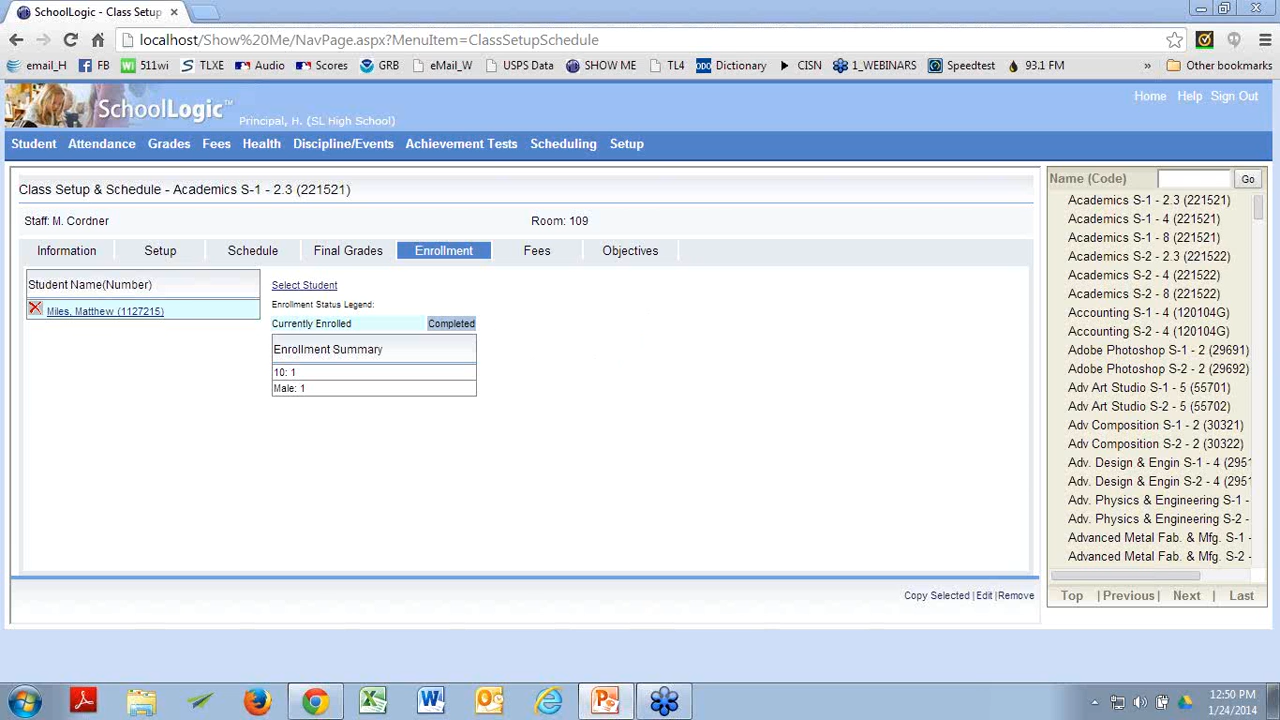 SchoolLogic - Class Setup
localhost/Show%20Me/NavPage.aspx?MenuItem=ClassSetupSchedule
email_H FB 511wi TLXE Audio Scores GRB eMail_W USPS Data SHOW ME TL4 Dictionary CISN 1_WEBINARS Speedtest 93.1 FM » Other bookmarks
SchoolLogic™
Principal, H. (SL High School)
Home Help Sign Out
Student Attendance Grades Fees Health Discipline/Events Achievement Tests Scheduling Setup
Class Setup & Schedule - Academics S-1 - 2.3 (221521)
Staff: M. Cordner Room: 109
Information Setup Schedule Final Grades Enrollment Fees Objectives
Student Name(Number)
Miles, Matthew (1127215)
Select Student
Enrollment Status Legend:
Currently Enrolled Completed
Enrollment Summary
10: 1
Male: 1
Copy Selected | Edit | Remove
Name (Code) Go
Academics S-1 - 2.3 (221521)
Academics S-1 - 4 (221521)
Academics S-1 - 8 (221521)
Academics S-2 - 2.3 (221522)
Academics S-2 - 4 (221522)
Academics S-2 - 8 (221522)
Accounting S-1 - 4 (120104G)
Accounting S-2 - 4 (120104G)
Adobe Photoshop S-1 - 2 (29691)
Adobe Photoshop S-2 - 2 (29692)
Adv Art Studio S-1 - 5 (55701)
Adv Art Studio S-2 - 5 (55702)
Adv Composition S-1 - 2 (30321)
Adv Composition S-2 - 2 (30322)
Adv. Design & Engin S-1 - 4 (2951
Adv. Design & Engin S-2 - 4 (2951
Adv. Physics & Engineering S-1 -
Adv. Physics & Engineering S-2 -
Advanced Metal Fab. & Mfg. S-1 -
Advanced Metal Fab. & Mfg. S-2 -
Top | Previous | Next | Last
12:50 PM
1/24/2014